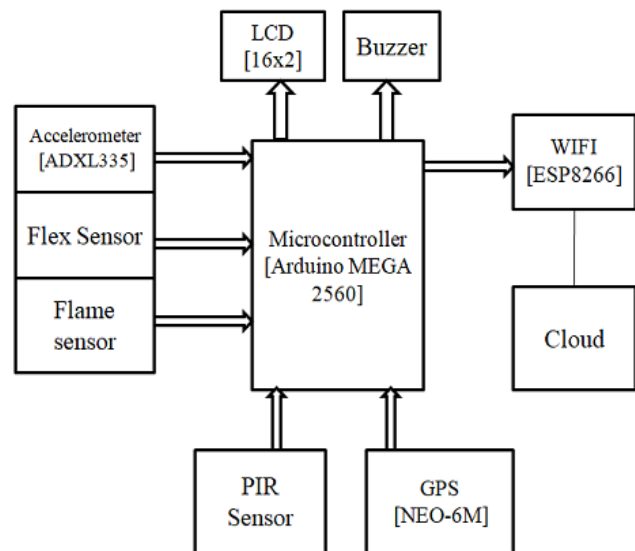 LCD
[16x2]
Buzzer
Accelerometer
[ADXL335]
Flex Sensor
Flame
sensor
Microcontroller
[Arduino MEGA
2560]
WIFI
[ESP8266]
Cloud
PIR
Sensor
GPS
[NEO-6M]